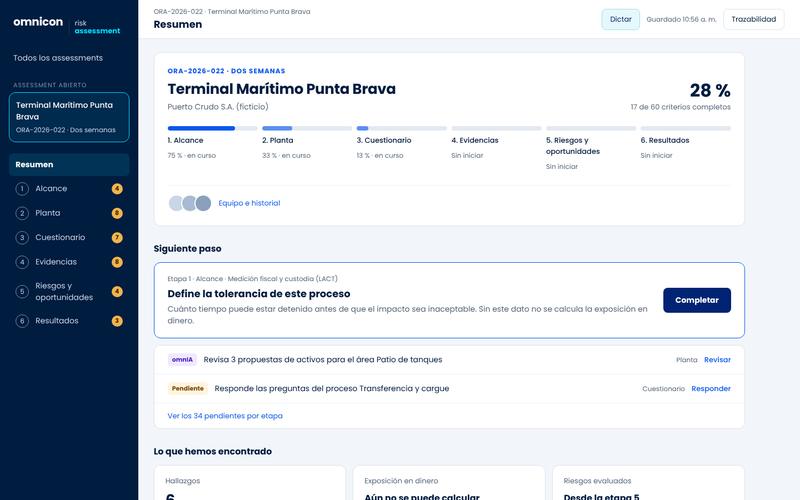 omnicon
risk
assessment
Todos los assessments
ASSESSMENT ABIERTO
Terminal Marítimo Punta
Brava
ORA-2026-022 · Dos semanas
Resumen
1 Alcance 4
2 Planta 8
3 Cuestionario 7
4 Evidencias 8
5 Riesgos y
oportunidades 4
6 Resultados 3
ORA-2026-022 · Terminal Marítimo Punta Brava
Resumen
Dictar
Guardado 10:56 a. m.
Trazabilidad
ORA-2026-022 · DOS SEMANAS
Terminal Marítimo Punta Brava
28 %
Puerto Crudo S.A. (ficticio)
17 de 60 criterios completos
1. Alcance
75 % · en curso
2. Planta
33 % · en curso
3. Cuestionario
13 % · en curso
4. Evidencias
Sin iniciar
5. Riesgos y
oportunidades
Sin iniciar
6. Resultados
Sin iniciar
Equipo e historial
Siguiente paso
Etapa 1 · Alcance · Medición fiscal y custodia (LACT)
Define la tolerancia de este proceso
Cuánto tiempo puede estar detenido antes de que el impacto sea inaceptable. Sin este dato no se calcula la exposición en
dinero.
Completar
omnIA Revisa 3 propuestas de activos para el área Patio de tanques Planta Revisar
Pendiente Responde las preguntas del proceso Transferencia y cargue Cuestionario Responder
Ver los 34 pendientes por etapa
Lo que hemos encontrado
Hallazgos
6
Exposición en dinero
Aún no se puede calcular
Riesgos evaluados
Desde la etapa 5